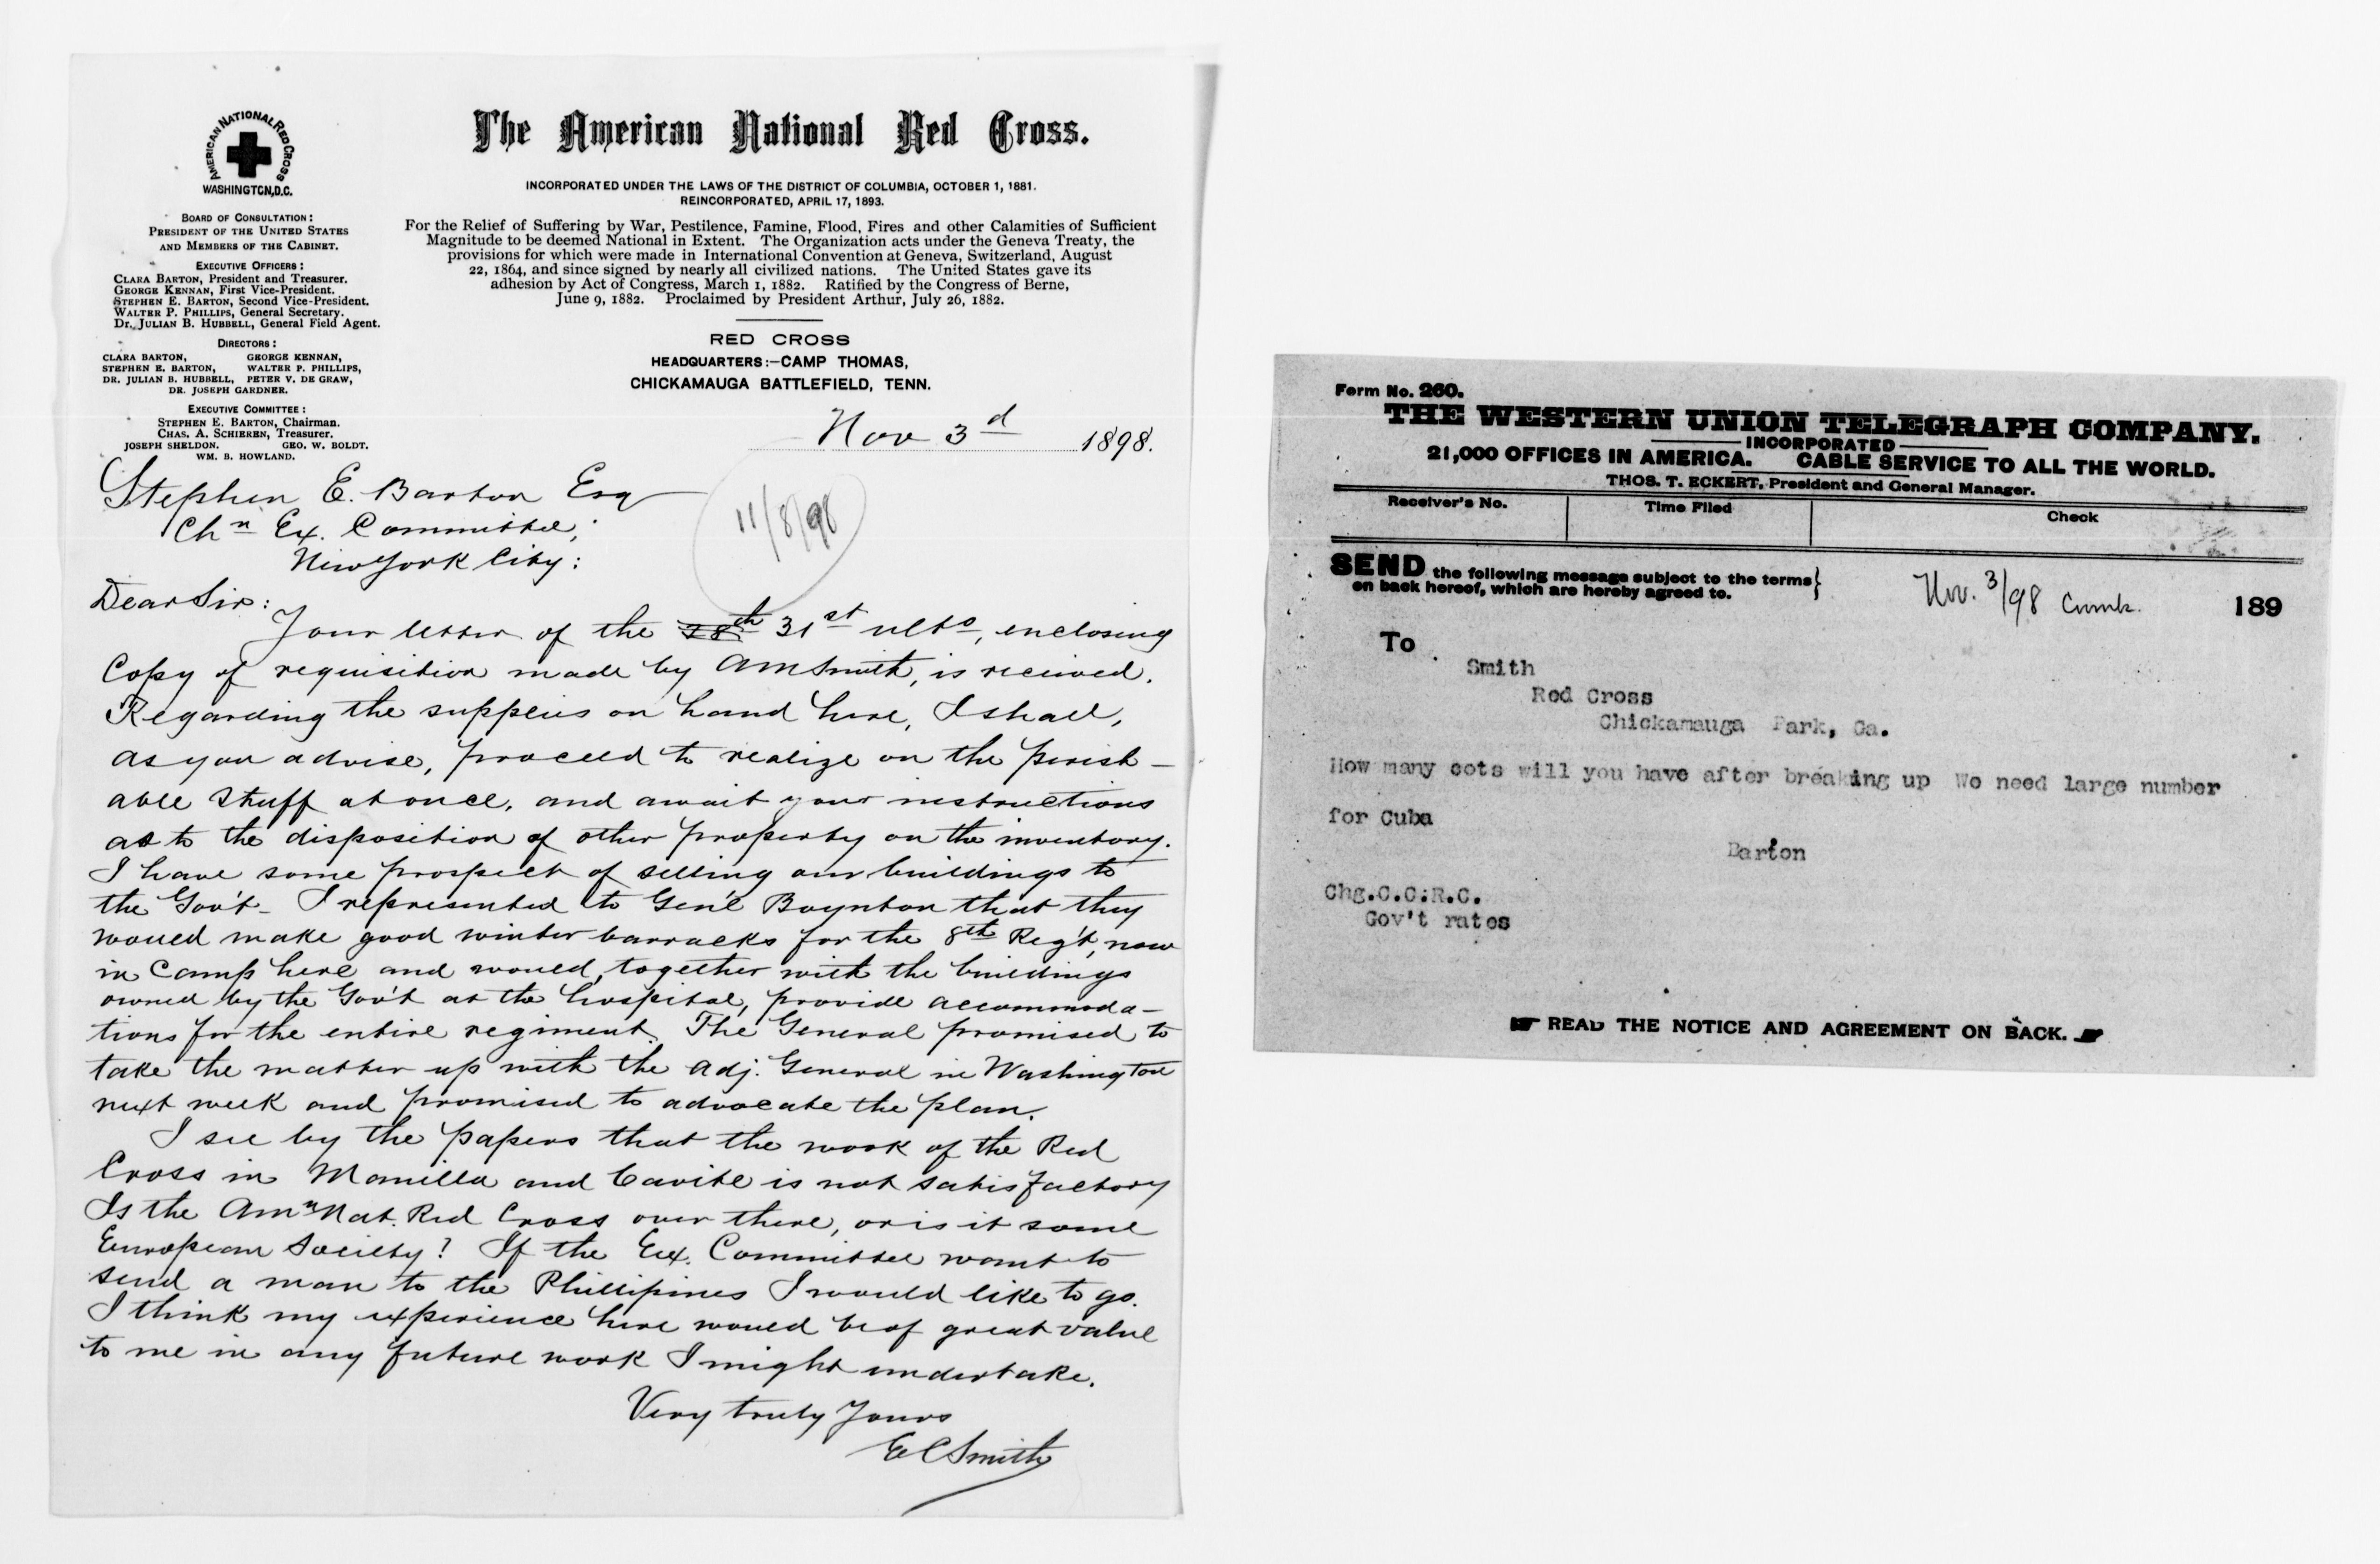 AMERICAN NATIONAL RED CROSS
WASHINGTON, D.C.
BOARD OF CONSULTATION:
PRESIDENT OF THE UNITED STATES
AND MEMBERS OF THE CABINET.
EXECUTIVE OFFICERS:
CLARA BARTON, President and Treasurer.
GEORGE KENNAN, First Vice-President.
STEPHEN E. BARTON, Second Vice-President.
WALTER P. PHILLIPS, General Secretary.
Dr. JULIAN B. HUBBELL, General Field Agent.
DIRECTORS:
CLARA BARTON, GEORGE KENNAN,
STEPHEN E. BARTON, WALTER P. PHILLIPS,
DR. JULIAN B. HUBBELL, PETER V. DE GRAW,
DR. JOSEPH GARDNER.
EXECUTIVE COMMITTEE:
STEPHEN E. BARTON, Chairman.
CHAS. A. SCHIEREN, Treasurer.
JOSEPH SHELDON. GEO. W. BOLDT.
WM. B. HOWLAND.
The American National Red Cross.
INCORPORATED UNDER THE LAWS OF THE DISTRICT OF COLUMBIA, OCTOBER 1, 1881.
REINCORPORATED, APRIL 17, 1893.
For the Relief of Suffering by War, Pestilence, Famine, Flood, Fires and other Calamities of Sufficient
Magnitude to be deemed National in Extent. The Organization acts under the Geneva Treaty, the
provisions for which were made in International Convention at Geneva, Switzerland, August
22, 1864, and since signed by nearly all civilized nations. The United States gave its
adhesion by Act of Congress, March 1, 1882. Ratified by the Congress of Berne,
June 9, 1882. Proclaimed by President Arthur, July 26, 1882.
RED CROSS
HEADQUARTERS:—CAMP THOMAS,
CHICKAMAUGA BATTLEFIELD, TENN.
Nov 3d 1898.
Stephen E. Barton Esq
Chn Ex. Committee;
New York City:
11/8/98
Dear Sir:
Your letter of the 28th 31st ulto, enclosing
Copy of requisition made by AM Smith, is received.
Regarding the supplies on hand here, I shall,
as you advise, proceed to realize on the perish-
able stuff at once, and await your instructions
as to the disposition of other property on the inventory.
I have some prospect of selling our buildings to
the Gov't - I represented to Gen'l Boynton that they
would make good winter barracks for the 8th Reg't, now
in Camp here and would, together with the buildings
owned by the Gov't at the hospital, provide accommoda-
tions for the entire regiment. The General promised to
take the matter up with the Adj. General in Washington
next week and promised to advocate the plan.
I see by the papers that the work of the Red
Cross in Manilla and Cavite is not satisfactory
Is the Amn Nat. Red Cross over there, or is it some
European Society? If the Ex. Committee want to
send a man to the Phillipines I would like to go.
I think my experience here would be of great value
to me in any future work I might undertake.
Very truly Yours
E C Smith
Form No. 260.
THE WESTERN UNION TELEGRAPH COMPANY.
INCORPORATED
21,000 OFFICES IN AMERICA. CABLE SERVICE TO ALL THE WORLD.
THOS. T. ECKERT, President and General Manager.
Receiver's No. Time Filed Check
SEND the following message subject to the terms }
on back hereof, which are hereby agreed to.
Nov. 3/98 189
To
Smith
Red Cross
Chickamauga Park, Ga.
How many cots will you have after breaking up We need large number
for Cuba
Barton
Chg.C.C.R.C.
Gov't rates
READ THE NOTICE AND AGREEMENT ON BACK.